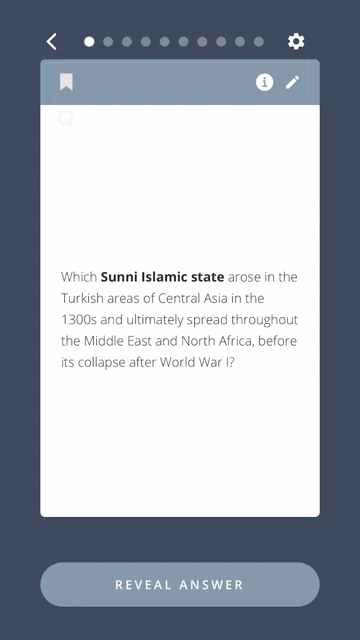 Which Sunni Islamic state arose in the
Turkish areas of Central Asia in the
1300s and ultimately spread throughout
the Middle East and North Africa, before
its collapse after World War I?
REVEAL ANSWER